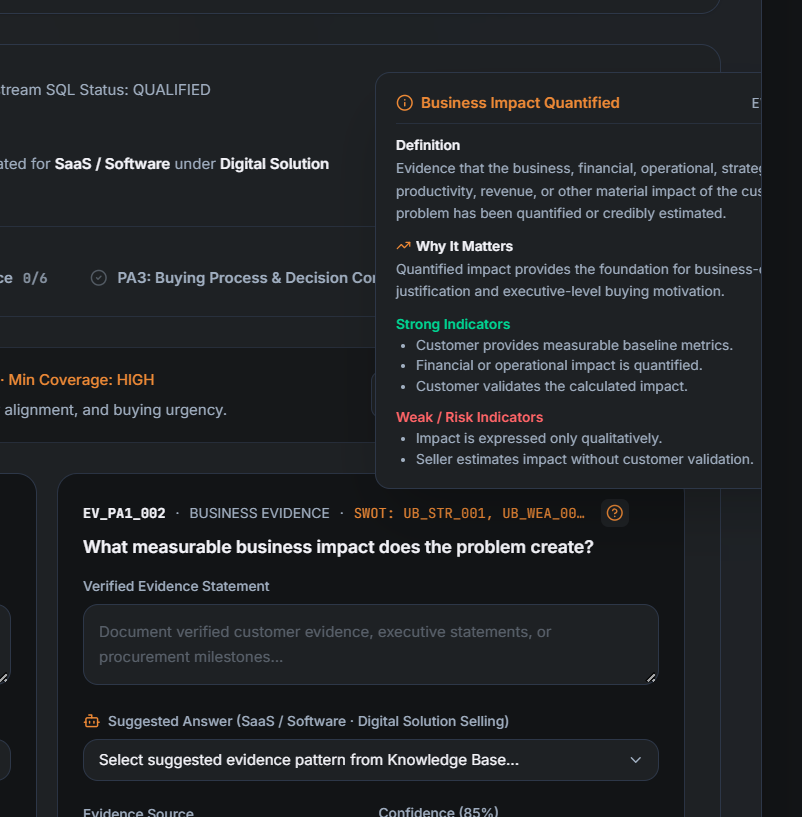 stream SQL Status: QUALIFIED
ated for SaaS / Software under Digital Solution
ce 0/6
PA3: Buying Process & Decision Co
· Min Coverage: HIGH
alignment, and buying urgency.
Business Impact Quantified
Definition
Evidence that the business, financial, operational,
productivity, revenue, or other material impact of the
problem has been quantified or credibly estimated.
Why It Matters
Quantified impact provides the foundation for business-
justification and executive-level buying motivation.
Strong Indicators
• Customer provides measurable baseline metrics.
• Financial or operational impact is quantified.
• Customer validates the calculated impact.
Weak / Risk Indicators
• Impact is expressed only qualitatively.
• Seller estimates impact without customer validation.
EV_PA1_002 · BUSINESS EVIDENCE · SWOT: UB_STR_001, UB_WEA_00…
What measurable business impact does the problem create?
Verified Evidence Statement
Document verified customer evidence, executive statements, or
procurement milestones...
Suggested Answer (SaaS / Software · Digital Solution Selling)
Select suggested evidence pattern from Knowledge Base...
Evidence Source
Confidence (85%)